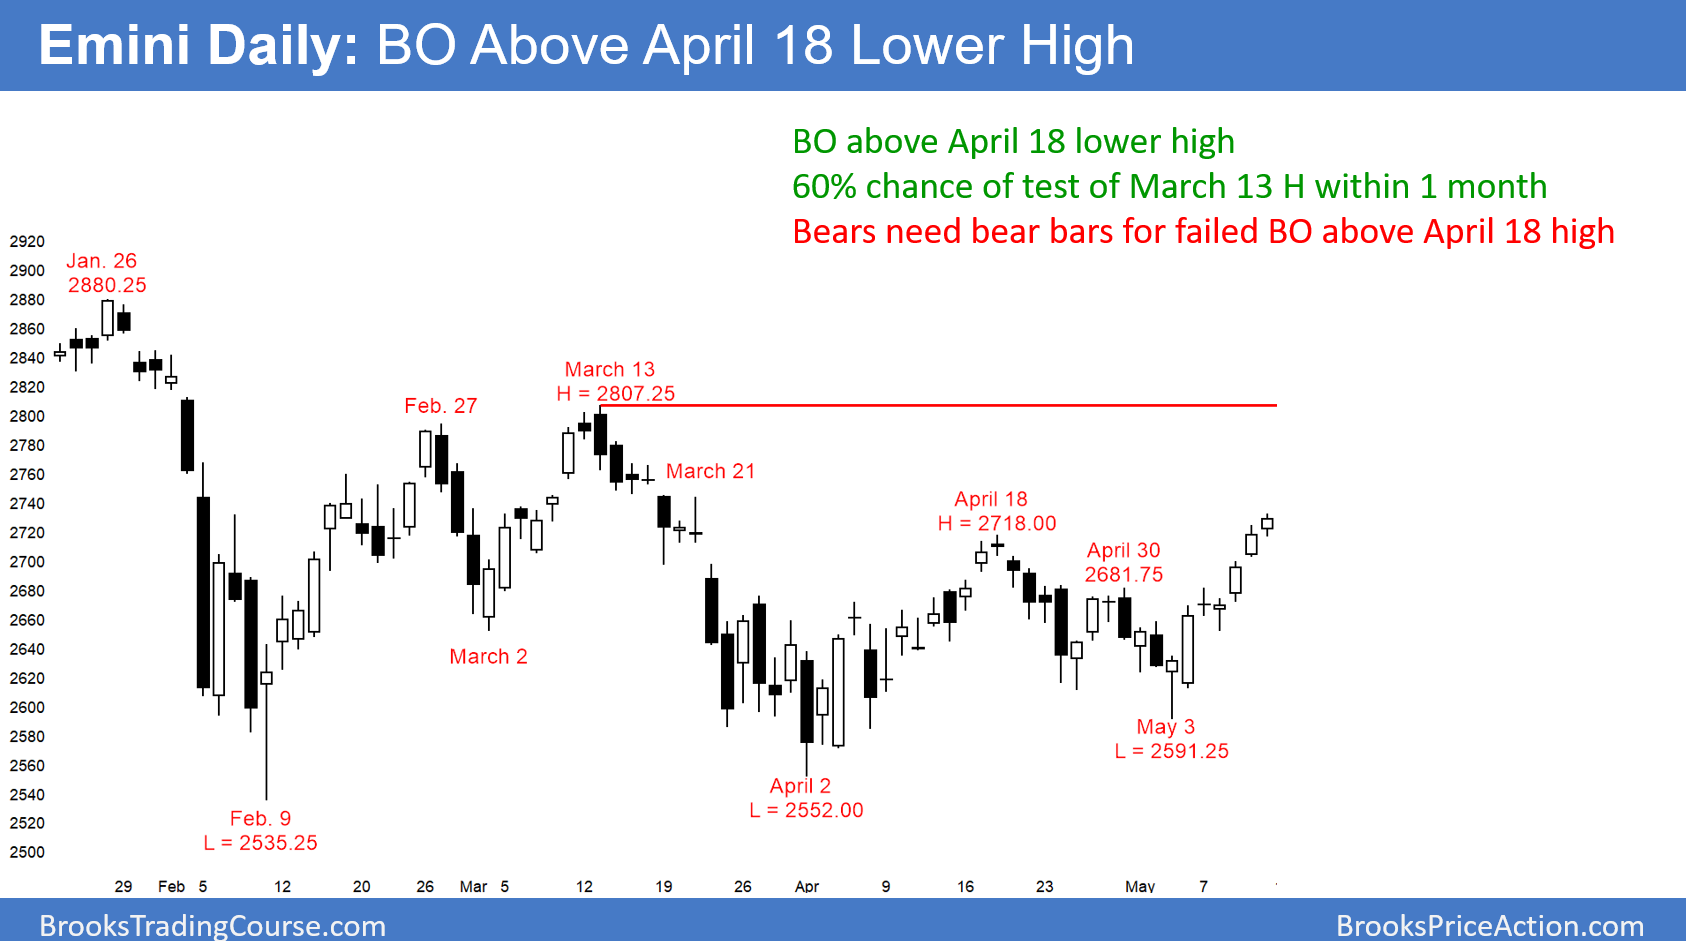 Emini Daily: BO Above April 18 Lower High
BO above April 18 lower high
60% chance of test of March 13 H within 1 month
Bears need bear bars for failed BO above April 18 high
2920
2900
2880
2860
2840
2820
2800
2780
2760
2740
2720
2700
2680
2660
2640
2620
2600
2580
2560
2540
2520
2500
Jan. 26
2880.25
Feb. 9
L = 2535.25
Feb. 27
March 2
March 13
H = 2807.25
March 21
April 2
L = 2552.00
April 18
H = 2718.00
April 30
2681.75
May 3
L = 2591.25
29 Feb 5 12 20 26 Mar 5 12 19 26 Apr 9 16 23 May 7
BrooksTradingCourse.com
BrooksPriceAction.com